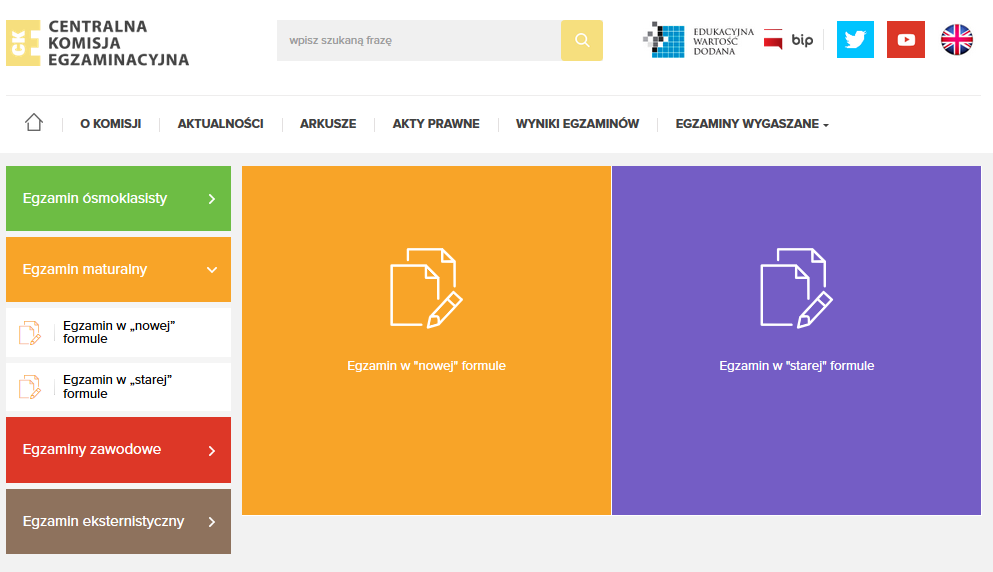 CKE
CENTRALNA
KOMISJA
EGZAMINACYJNA
wpisz szukaną frazę
EDUKACYJNA
WARTOŚĆ
DODANA
bip
O KOMISJI
AKTUALNOŚCI
ARKUSZE
AKTY PRAWNE
WYNIKI EGZAMINÓW
EGZAMINY WYGASZANE
Egzamin ósmoklasisty
Egzamin maturalny
Egzamin w „nowej”
formule
Egzamin w „starej”
formule
Egzaminy zawodowe
Egzamin eksternistyczny
Egzamin w "nowej" formule
Egzamin w "starej" formule